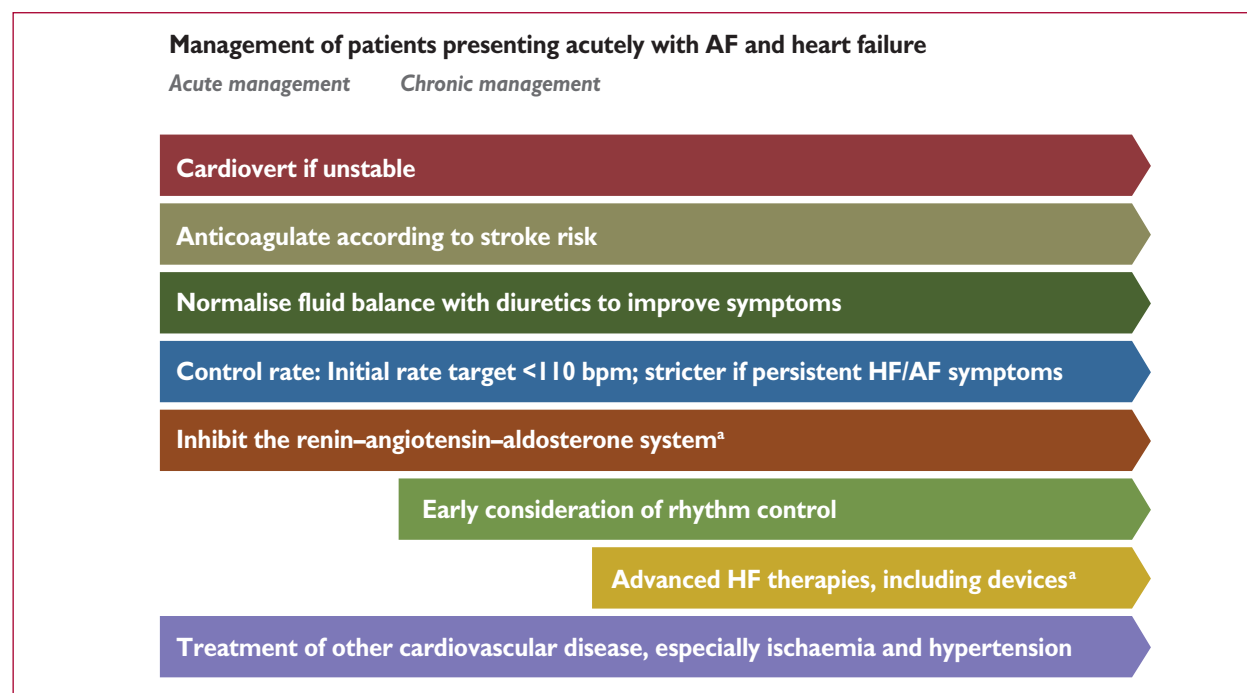 Management of patients presenting acutely with AF and heart failure
Acute management Chronic management
Cardiovert if unstable
Anticoagulate according to stroke risk
Normalise fluid balance with diuretics to improve symptoms
Control rate: Initial rate target <110 bpm; stricter if persistent HF/AF symptoms
Inhibit the renin–angiotensin–aldosterone systemᵃ
Early consideration of rhythm control
Advanced HF therapies, including devicesᵃ
Treatment of other cardiovascular disease, especially ischaemia and hypertension